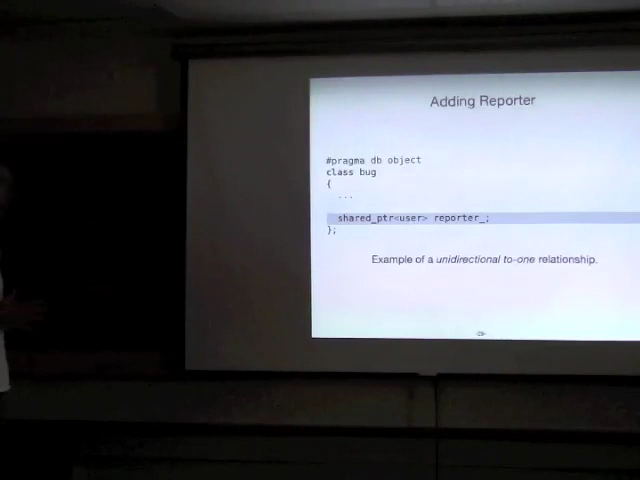 Adding Reporter
#pragma db object
class bug
{
...
shared_ptr<user> reporter_;
};
Example of a unidirectional to-one relationship.